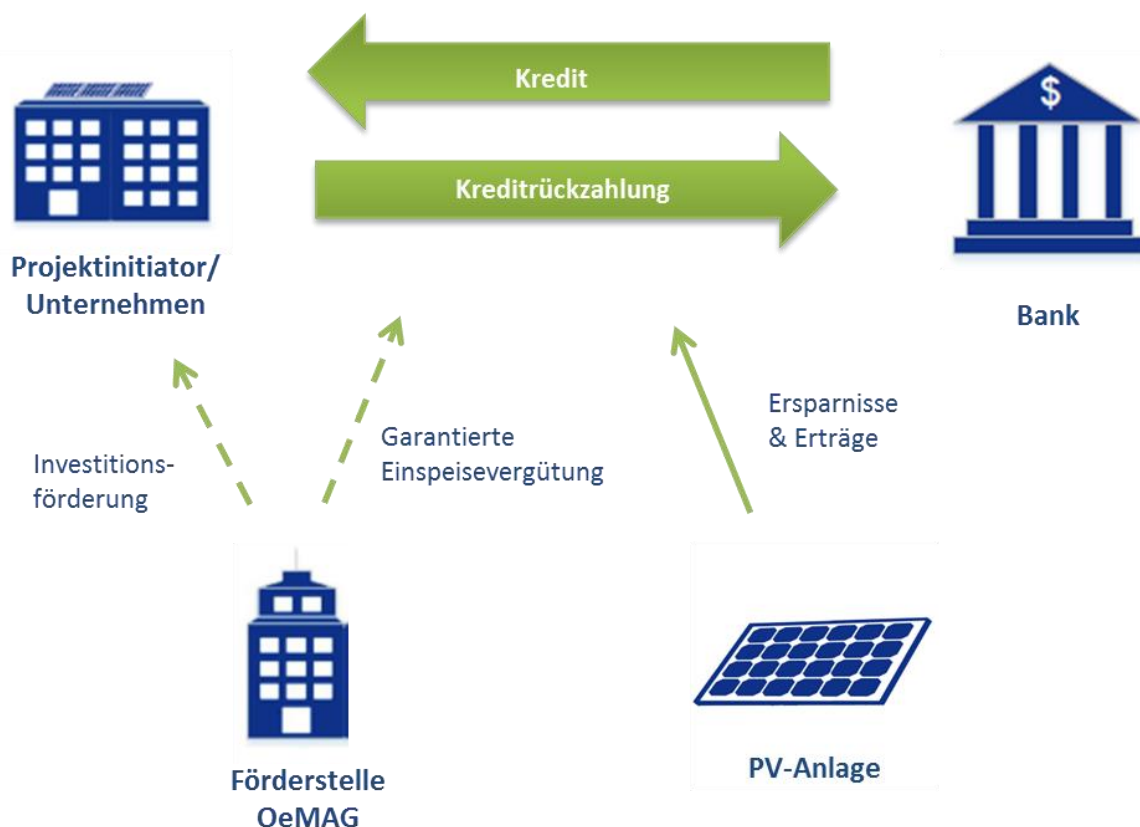 Kredit
$
Kreditrückzahlung
Projektinitiator/
Unternehmen
Bank
Ersparnisse
& Erträge
Garantierte
Einspeisevergütung
Investitions-
förderung
PV-Anlage
Förderstelle
OeMAG